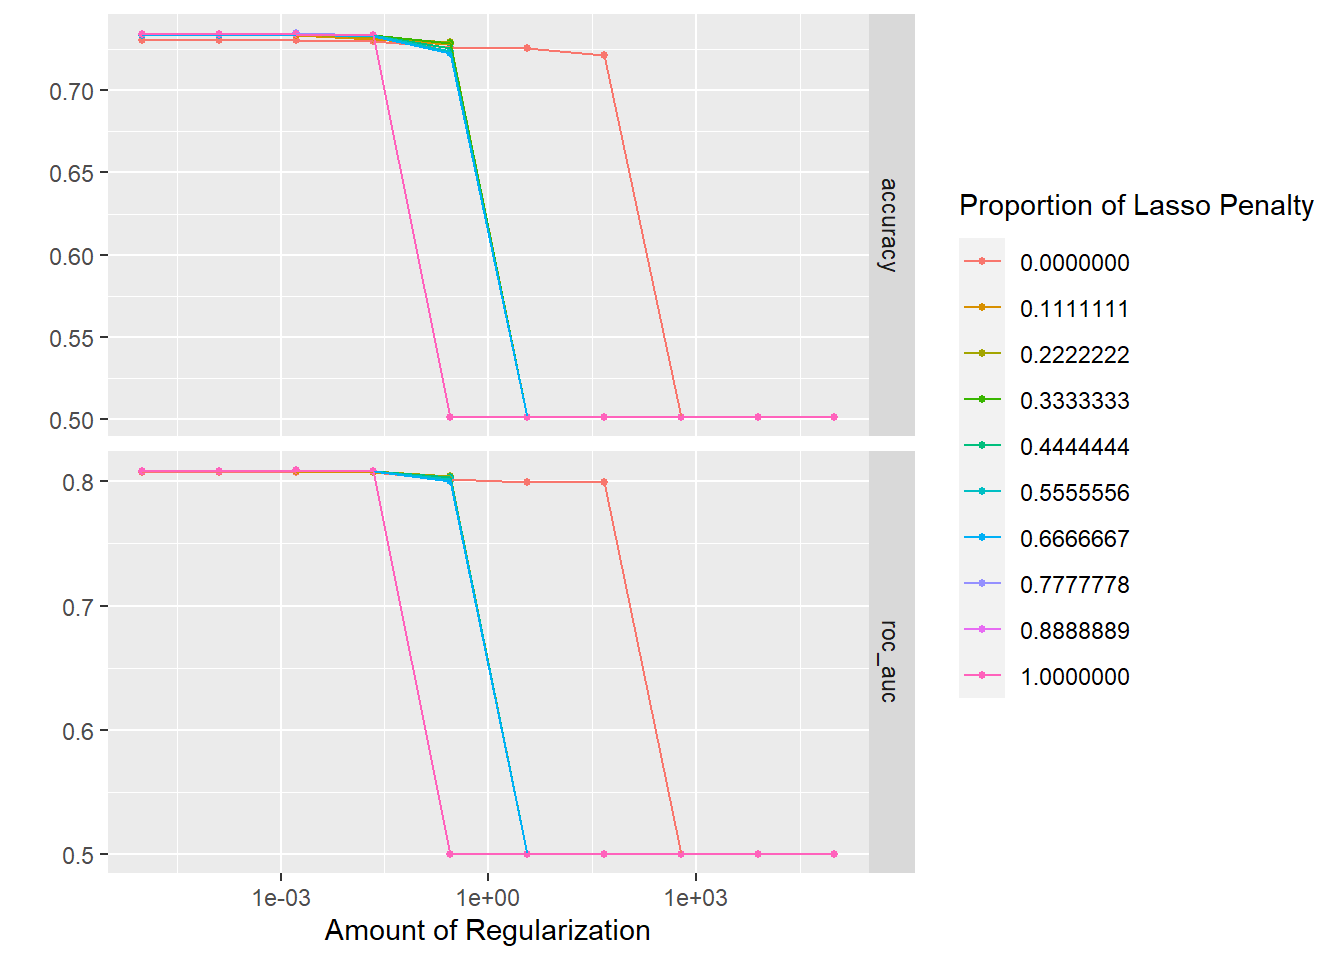 0.70
0.65
0.60
0.55
0.50
accuracy
0.8
0.7
0.6
0.5
roc_auc
1e-03
1e+00
1e+03
Amount of Regularization
Proportion of Lasso Penalty
0.0000000
0.1111111
0.2222222
0.3333333
0.4444444
0.5555556
0.6666667
0.7777778
0.8888889
1.0000000